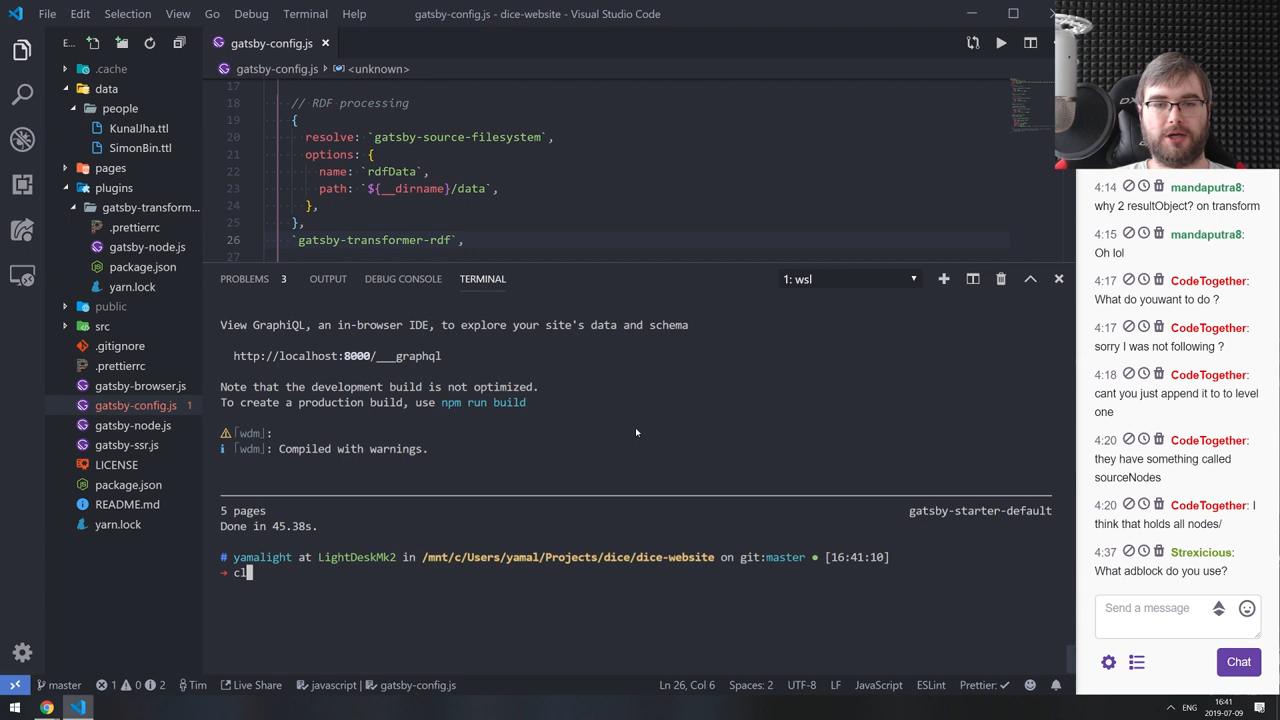 File Edit Selection View Go Debug Terminal Help
gatsby-config.js - dice-website - Visual Studio Code
E...
.cache
data
people
KunalJha.ttl
SimonBin.ttl
pages
plugins
gatsby-transform...
.prettierrc
gatsby-node.js
package.json
yarn.lock
public
src
.gitignore
.prettierrc
gatsby-browser.js
gatsby-config.js 1
gatsby-node.js
gatsby-ssr.js
LICENSE
package.json
README.md
yarn.lock
gatsby-config.js
gatsby-config.js > <unknown>
17
18 // RDF processing
19 {
20 resolve: `gatsby-source-filesystem`,
21 options: {
22 name: `rdfData`,
23 path: `${__dirname}/data`,
24 },
25 },
26 `gatsby-transformer-rdf`,
27
PROBLEMS 3 OUTPUT DEBUG CONSOLE TERMINAL
1: wsl
View GraphiQL, an in-browser IDE, to explore your site's data and schema
http://localhost:8000/___graphql
Note that the development build is not optimized.
To create a production build, use npm run build
⚠ ｢wdm｣:
ℹ ｢wdm｣: Compiled with warnings.
5 pages gatsby-starter-default
Done in 45.38s.
# yamalight at LightDeskMk2 in /mnt/c/Users/yamal/Projects/dice/dice-website on git:master ● [16:41:10]
→ cl
4:14 mandaputra8:
why 2 resultObject? on transform
4:15 mandaputra8:
Oh lol
4:17 CodeTogether:
What do youwant to do ?
4:17 CodeTogether:
sorry I was not following ?
4:18 CodeTogether:
cant you just append it to to level
one
4:20 CodeTogether:
they have something called
sourceNodes
4:20 CodeTogether: I
think that holds all nodes/
4:37 Strexicious:
What adblock do you use?
Send a message
Chat
master 1 0 2 Tim Live Share javascript | gatsby-config.js
Ln 26, Col 6 Spaces: 2 UTF-8 LF JavaScript ESLint Prettier: ✓
ENG
16:41
2019-07-09